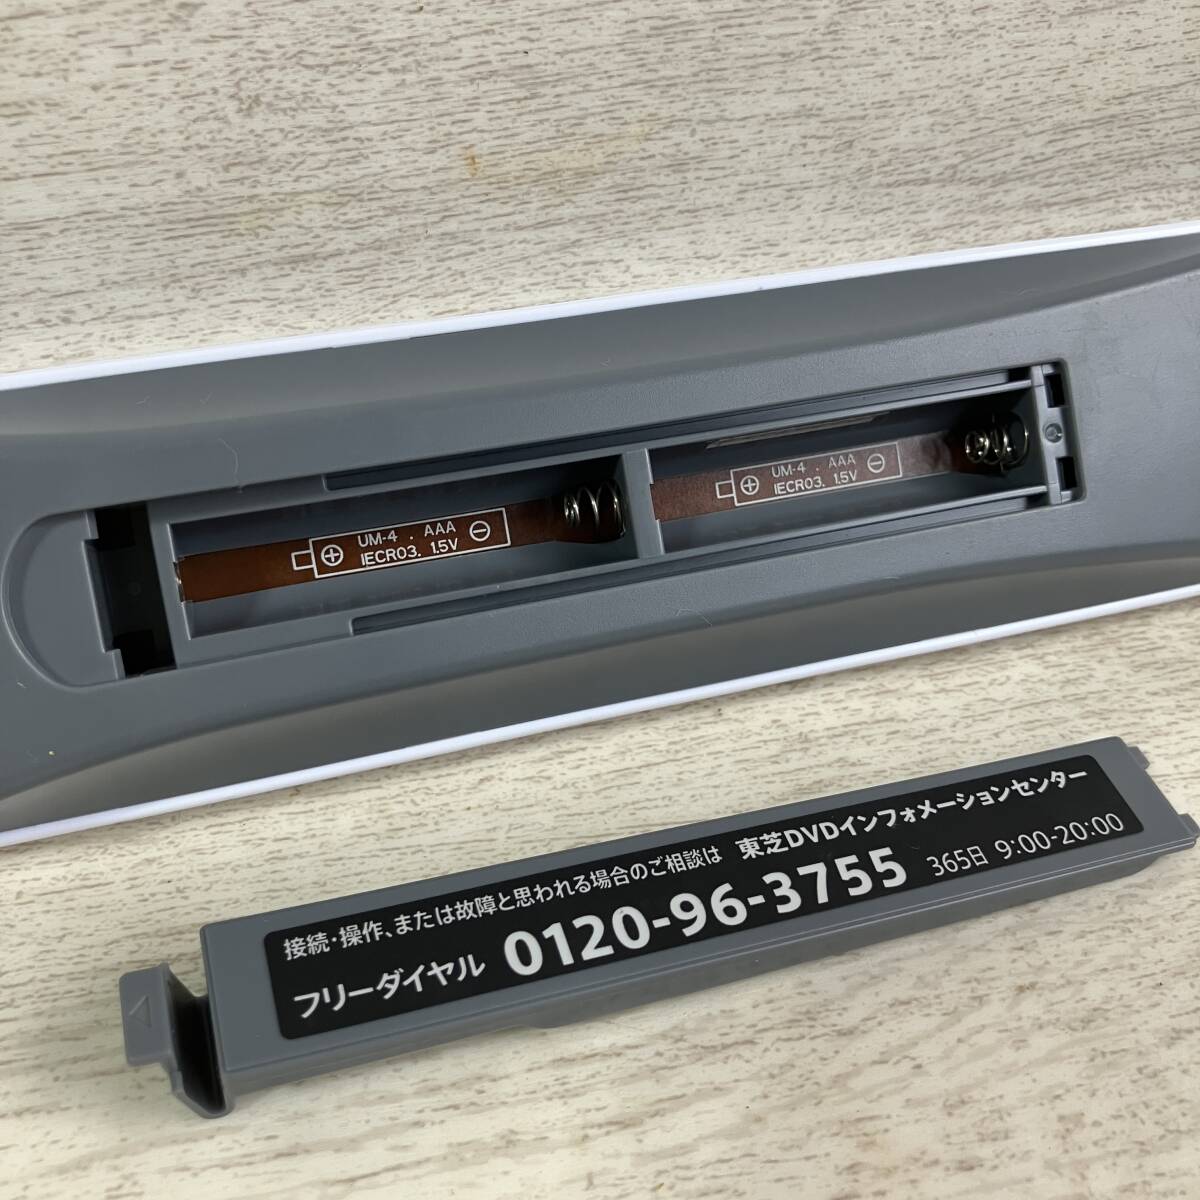 UM-4 . AAA
IECR03. 1.5V
UM-4 . AAA
IECR03. 1.5V
接続・操作、または故障と思われる場合のご相談は 東芝DVDインフォメーションセンター
フリーダイヤル 0120-96-3755 365日 9:00-20:00